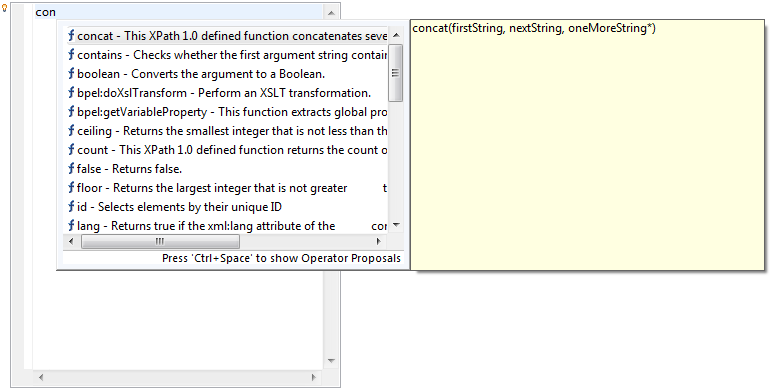 con
concat - This XPath 1.0 defined function concatenates seve
contains - Checks whether the first argument string contain
boolean - Converts the argument to a Boolean.
bpel:doXslTransform - Perform an XSLT transformation.
bpel:getVariableProperty - This function extracts global pro
ceiling - Returns the smallest integer that is not less than th
count - This XPath 1.0 defined function returns the count o
false - Returns false.
floor - Returns the largest integer that is not greater t
id - Selects elements by their unique ID
lang - Returns true if the xml:lang attribute of the con
Press 'Ctrl+Space' to show Operator Proposals
concat(firstString, nextString, oneMoreString*)